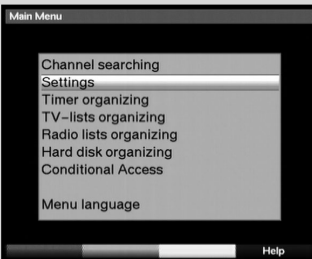 Main Menu
Channel searching
Settings
Timer organizing
TV-lists organizing
Radio lists organizing
Hard disk organizing
Conditional Access
Menu language
Help